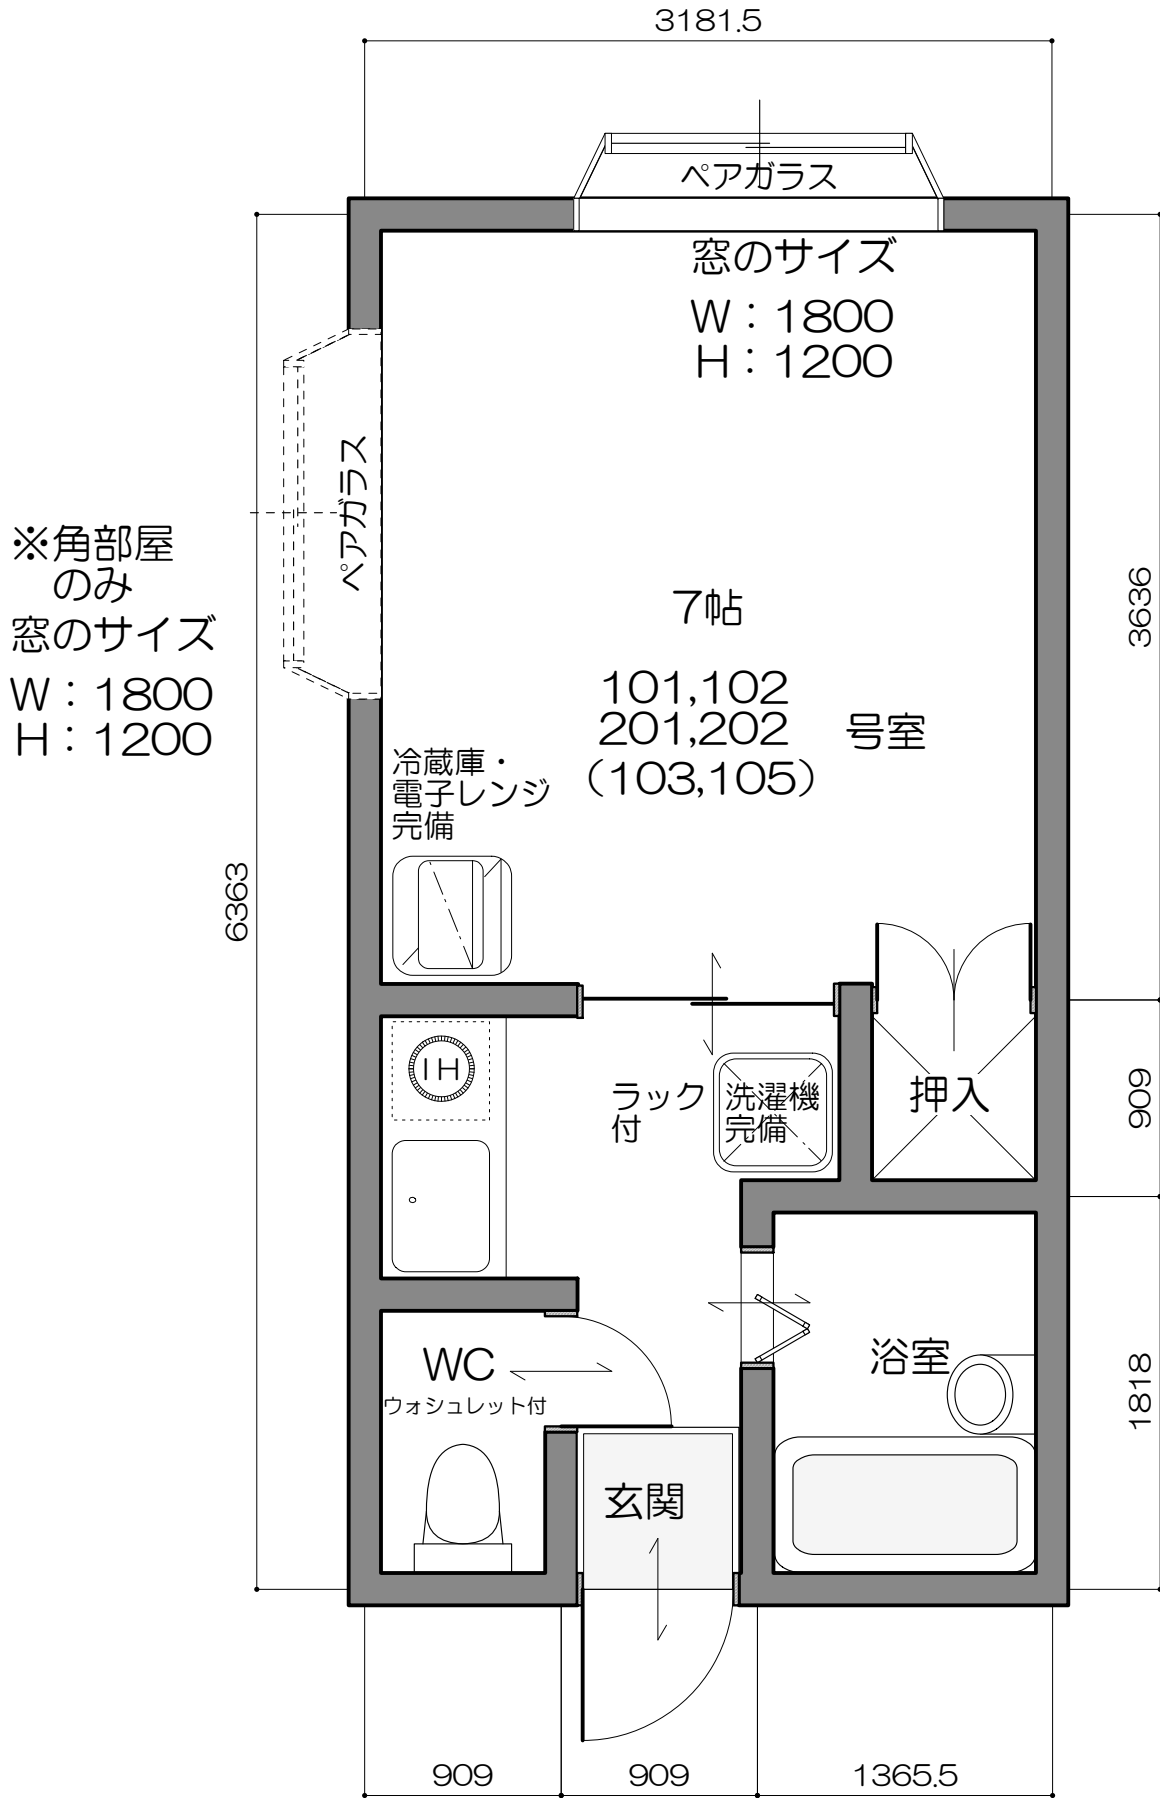 3181.5
ペアガラス
窓のサイズ
W：1800
H：1200
ペアガラス
※角部屋
のみ
窓のサイズ
W：1800
H：1200
7帖
101,102
201,202
（103,105）
号室
3636
冷蔵庫・
電子レンジ
完備
6363
IH
ラック
付
洗濯機
完備
押入
909
WC
ウォシュレット付
浴室
1818
玄関
909
909
1365.5